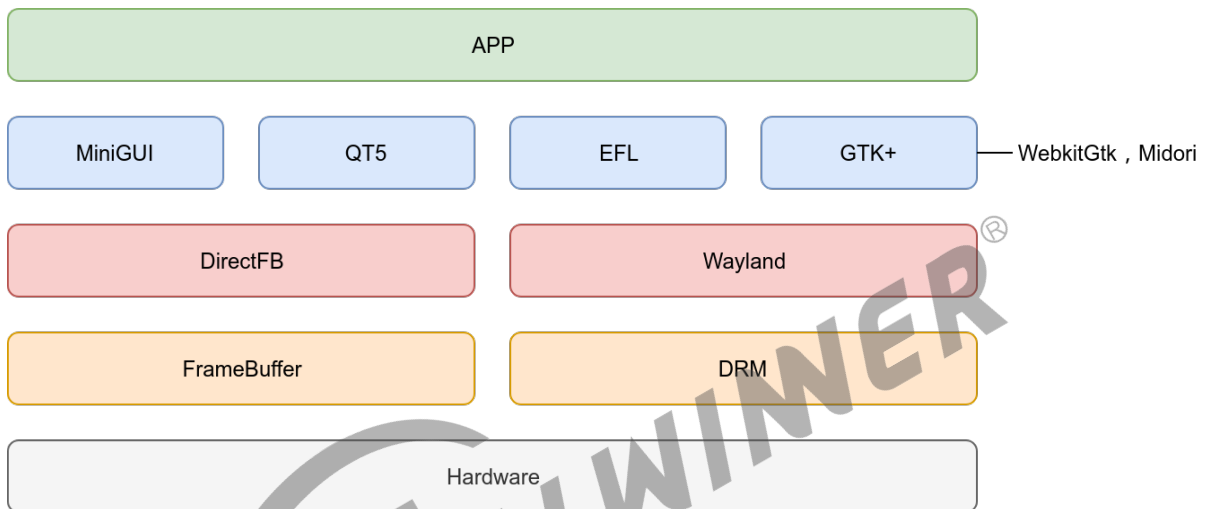 APP
MiniGUI QT5 EFL GTK+ WebkitGtk，Midori
DirectFB Wayland
®
FrameBuffer DRM
Hardware